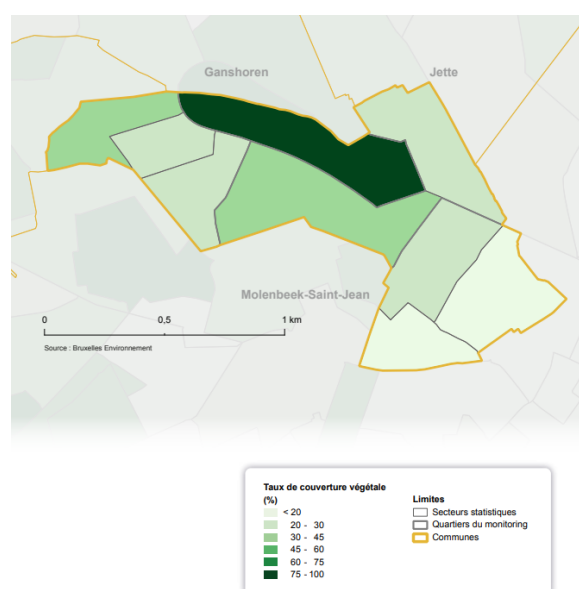 Ganshoren
Jette
Molenbeek-Saint-Jean
0 0,5 1 km
Source : Bruxelles Environnement
Taux de couverture végétale
(%)
< 20
20 - 30
30 - 45
45 - 60
60 - 75
75 - 100
Limites
Secteurs statistiques
Quartiers du monitoring
Communes